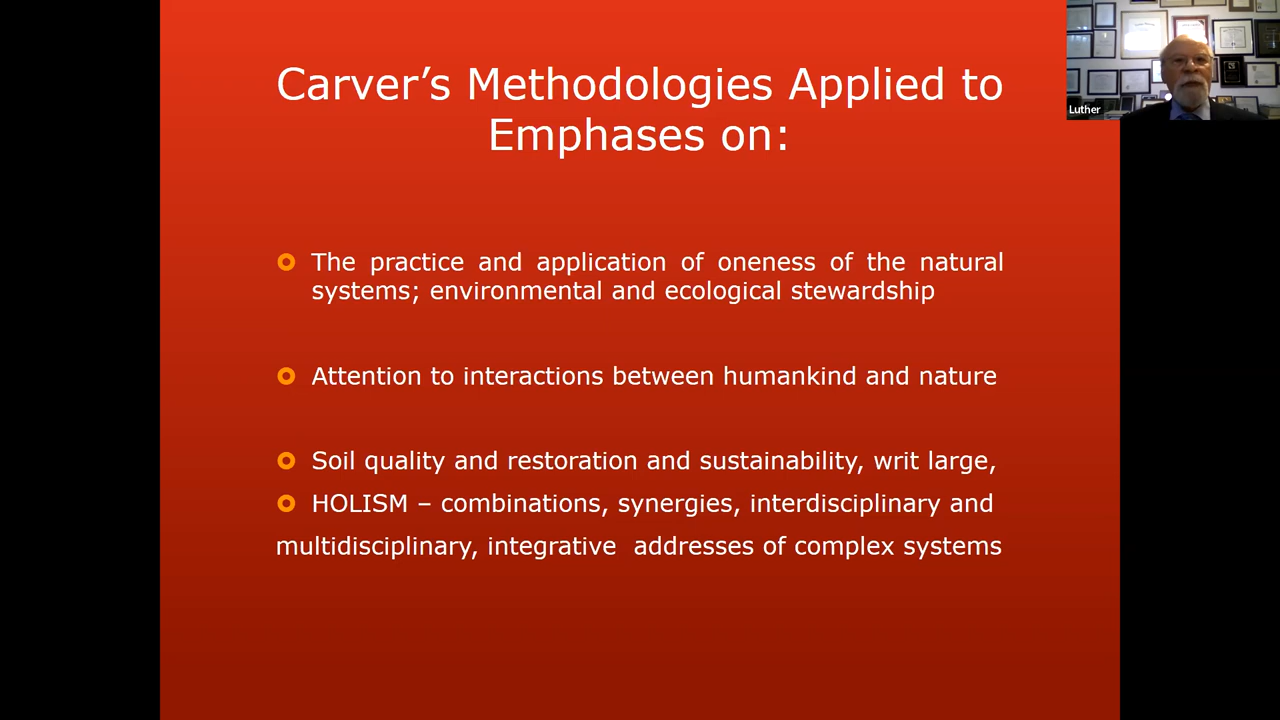 Carver’s Methodologies Applied to
Emphases on:
Luther
The practice and application of oneness of the natural
systems; environmental and ecological stewardship
Attention to interactions between humankind and nature
Soil quality and restoration and sustainability, writ large,
HOLISM – combinations, synergies, interdisciplinary and
multidisciplinary, integrative addresses of complex systems